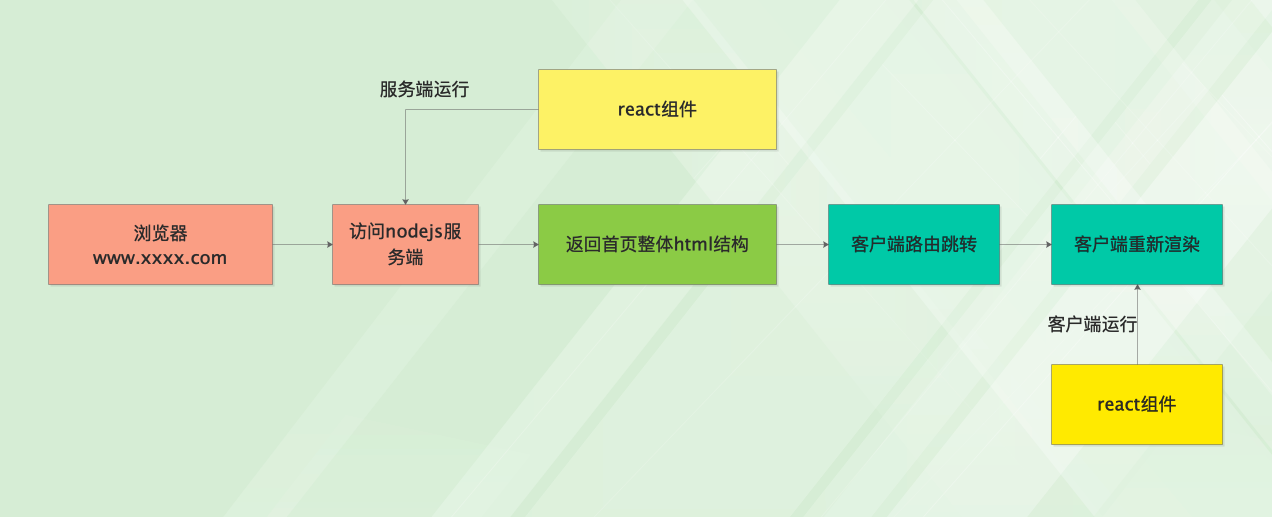 服务端运行
react组件
浏览器
www.xxxx.com
访问nodejs服
务端
返回首页整体html结构
客户端路由跳转
客户端重新渲染
客户端运行
react组件